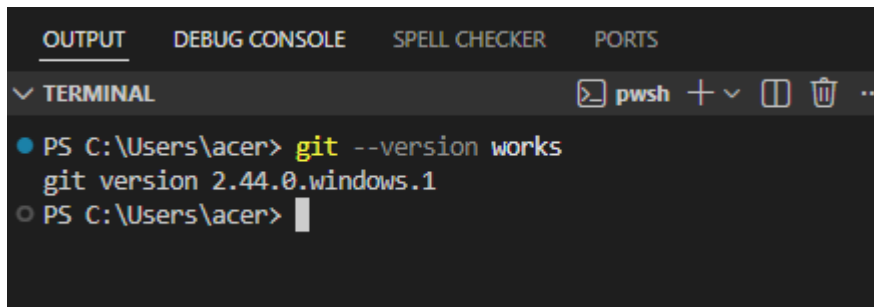 OUTPUT DEBUG CONSOLE SPELL CHECKER PORTS
TERMINAL pwsh
PS C:\Users\acer> git --version works
git version 2.44.0.windows.1
PS C:\Users\acer>